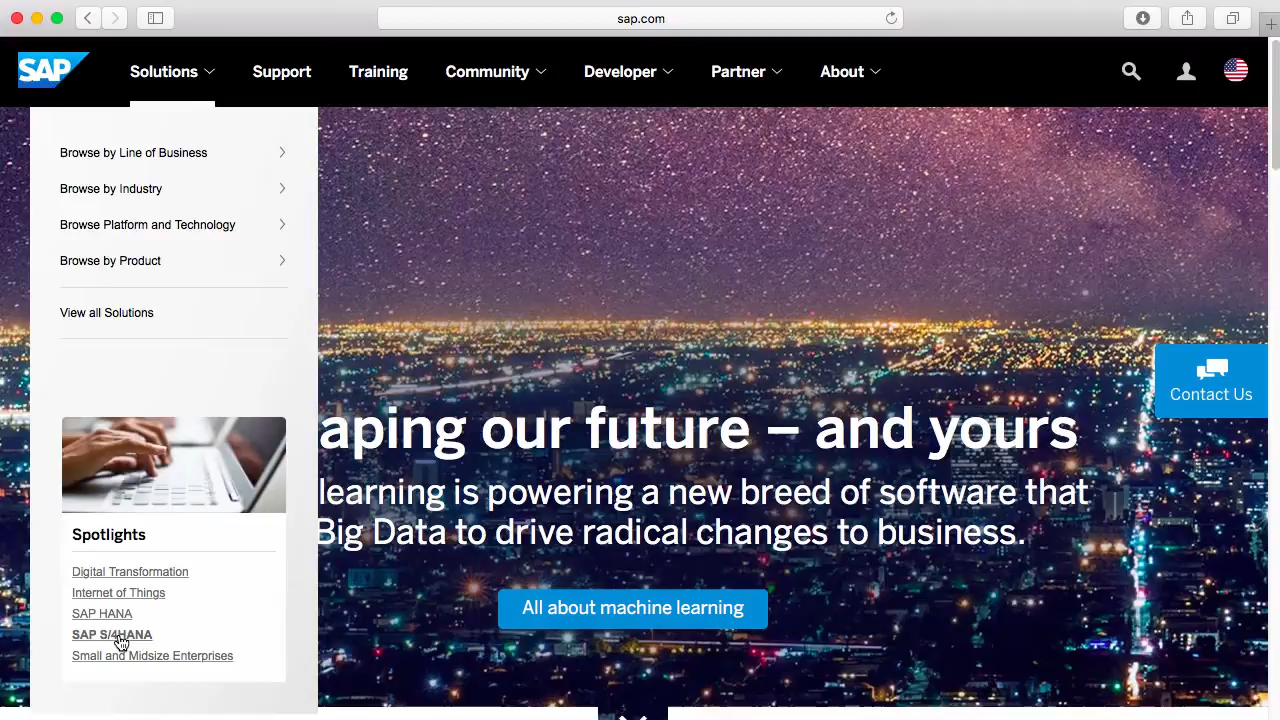 sap.com
SAP
Solutions
Support
Training
Community
Developer
Partner
About
Browse by Line of Business
Browse by Industry
Browse Platform and Technology
Browse by Product
View all Solutions
Spotlights
Digital Transformation
Internet of Things
SAP HANA
SAP S/4HANA
Small and Midsize Enterprises
aping our future – and yours
learning is powering a new breed of software that
Big Data to drive radical changes to business.
All about machine learning
Contact Us